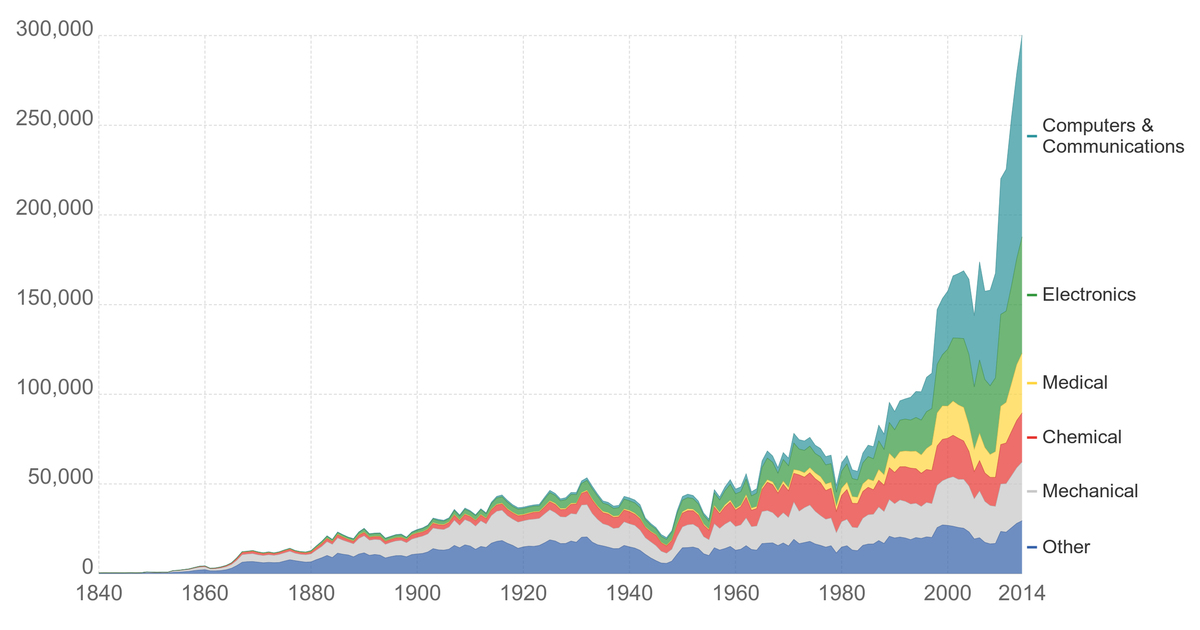 300,000
250,000
200,000
150,000
100,000
50,000
0
1840 1860 1880 1900 1920 1940 1960 1980 2000 2014
Computers &
Communications
Electronics
Medical
Chemical
Mechanical
Other